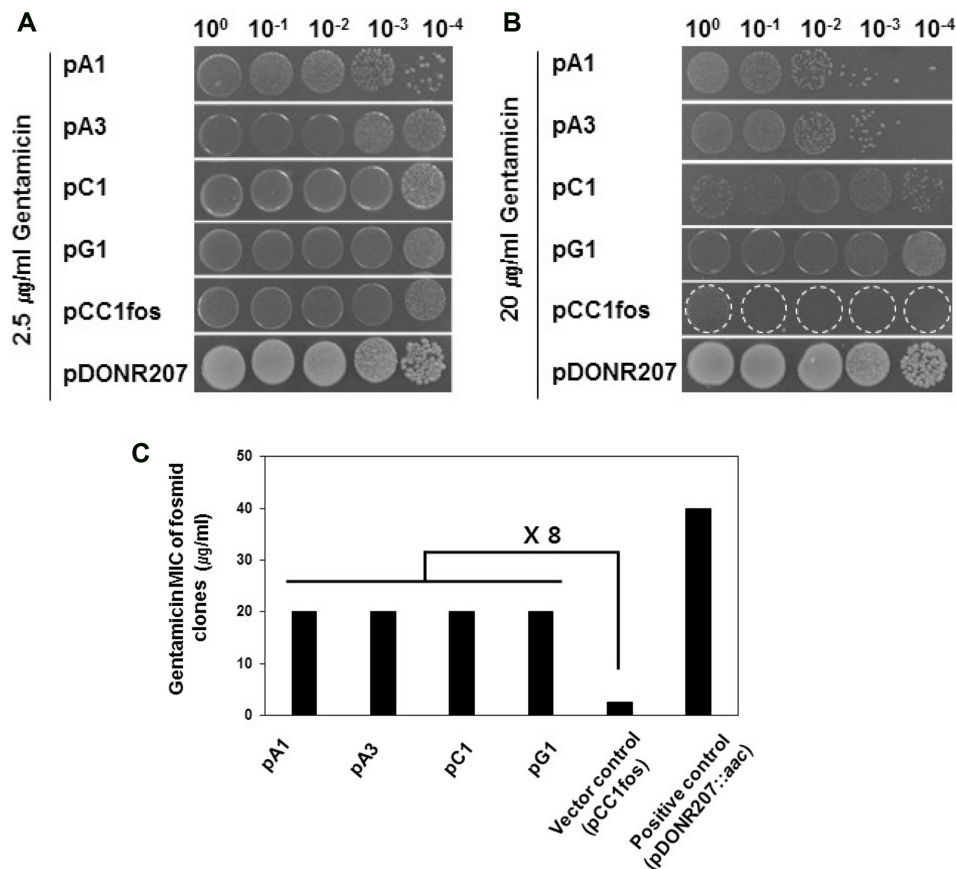 A
10⁰ 10⁻¹ 10⁻² 10⁻³ 10⁻⁴
2.5 µg/ml Gentamicin
pA1
pA3
pC1
pG1
pCC1fos
pDONR207
B
10⁰ 10⁻¹ 10⁻² 10⁻³ 10⁻⁴
20 µg/ml Gentamicin
pA1
pA3
pC1
pG1
pCC1fos
pDONR207
C
Gentamicin MIC of fosmid
clones (µg/ml)
50
40
30
20
10
0
X 8
pA1
pA3
pC1
pG1
Vector control
(pCC1fos)
Positive control
(pDONR207::aac)